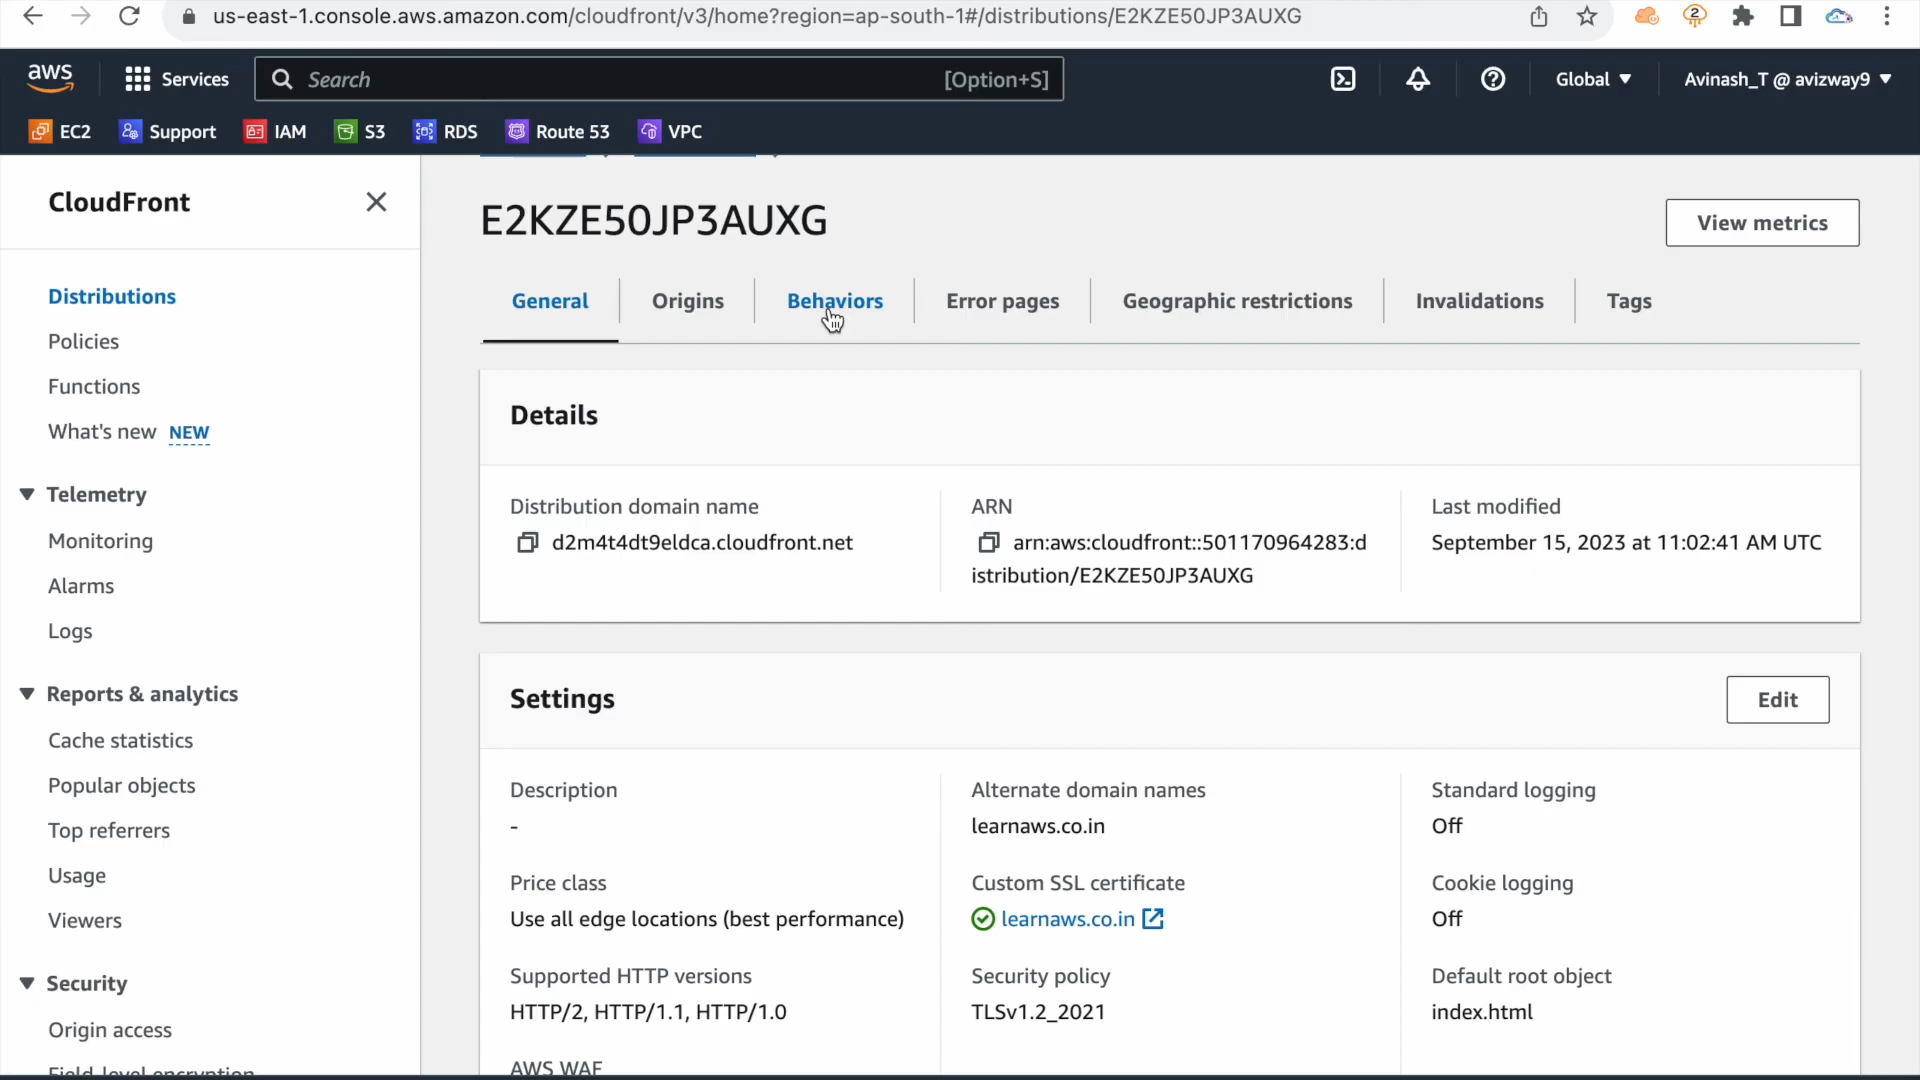 us-east-1.console.aws.amazon.com/cloudfront/v3/home?region=ap-south-1#/distributions/E2KZE50JP3AUXG
2
aws
Services
Search
[Option+S]
Global
Avinash_T @ avizway9
EC2
Support
IAM
S3
RDS
Route 53
VPC
CloudFront
Distributions
Policies
Functions
What's new NEW
Telemetry
Monitoring
Alarms
Logs
Reports & analytics
Cache statistics
Popular objects
Top referrers
Usage
Viewers
Security
Origin access
Field-level encryption
E2KZE50JP3AUXG
View metrics
General
Origins
Behaviors
Error pages
Geographic restrictions
Invalidations
Tags
Details
Distribution domain name
d2m4t4dt9eldca.cloudfront.net
ARN
arn:aws:cloudfront::501170964283:d
istribution/E2KZE50JP3AUXG
Last modified
September 15, 2023 at 11:02:41 AM UTC
Settings
Edit
Description
-
Price class
Use all edge locations (best performance)
Supported HTTP versions
HTTP/2, HTTP/1.1, HTTP/1.0
AWS WAF
Alternate domain names
learnaws.co.in
Custom SSL certificate
learnaws.co.in
Security policy
TLSv1.2_2021
Standard logging
Off
Cookie logging
Off
Default root object
index.html